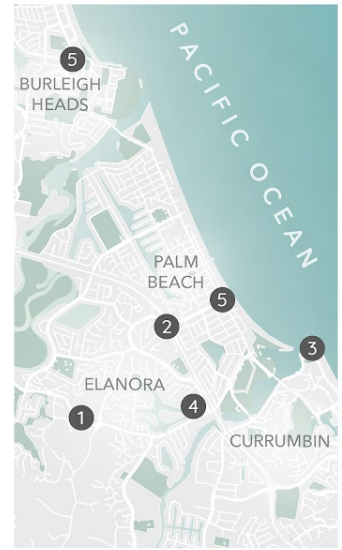 PACIFIC OCEAN
5
BURLEIGH
HEADS
PALM
BEACH
5
2
3
ELANORA
4
1
CURRUMBIN